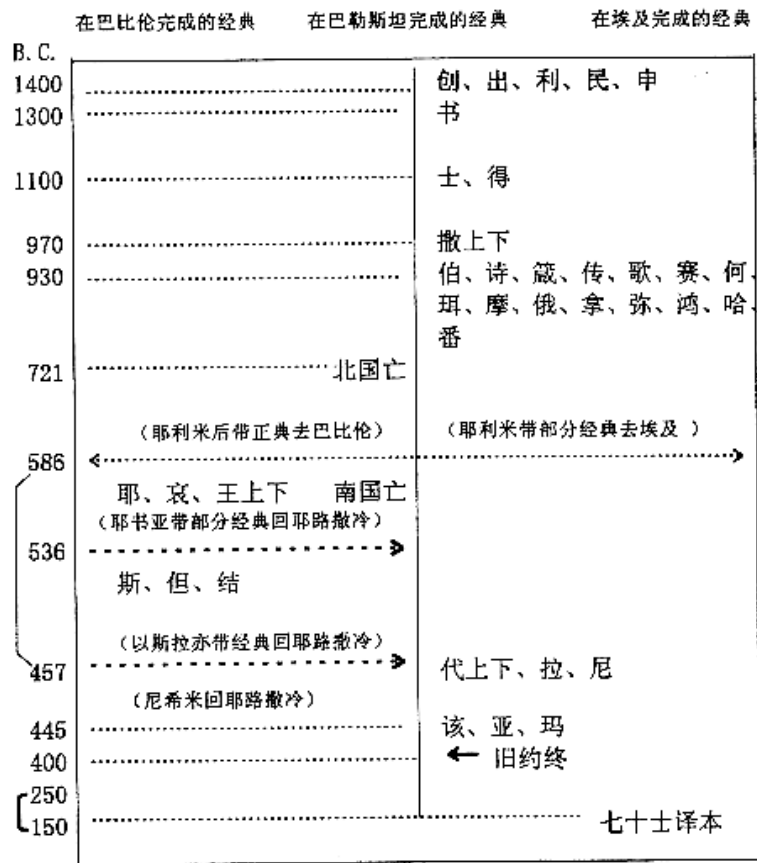 在巴比伦完成的经典 在巴勒斯坦完成的经典 在埃及完成的经典
B.C.
1400 创、出、利、民、申
1300 书
1100 士、得
970 撒上下
930 伯、诗、箴、传、歌、赛、何、
珥、摩、俄、拿、弥、鸿、哈、
番
721 北国亡
(耶利米后带正典去巴比伦) (耶利米带部分经典去埃及 )
586
耶、哀、王上下 南国亡
(耶书亚带部分经典回耶路撒冷)
536
斯、但、结
(以斯拉亦带经典回耶路撒冷)
457 代上下、拉、尼
(尼希米回耶路撒冷)
445 该、亚、玛
400 ← 旧约终
250
150 七十士译本